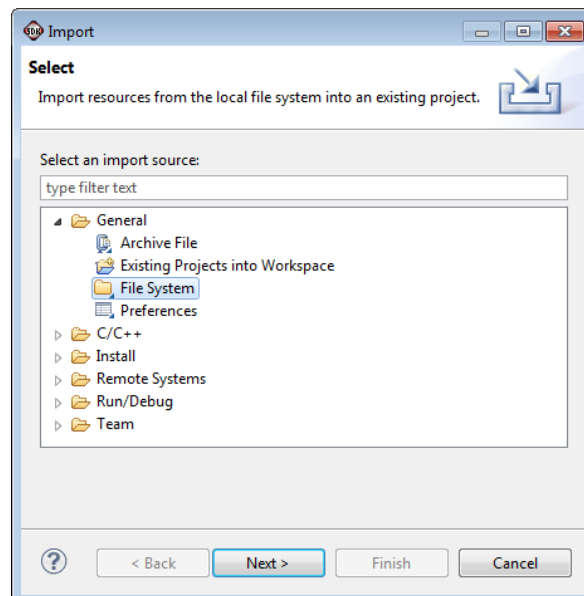 SDK Import
Select
Import resources from the local file system into an existing project.
Select an import source:
type filter text
General
Archive File
Existing Projects into Workspace
File System
Preferences
C/C++
Install
Remote Systems
Run/Debug
Team
? < Back Next > Finish Cancel